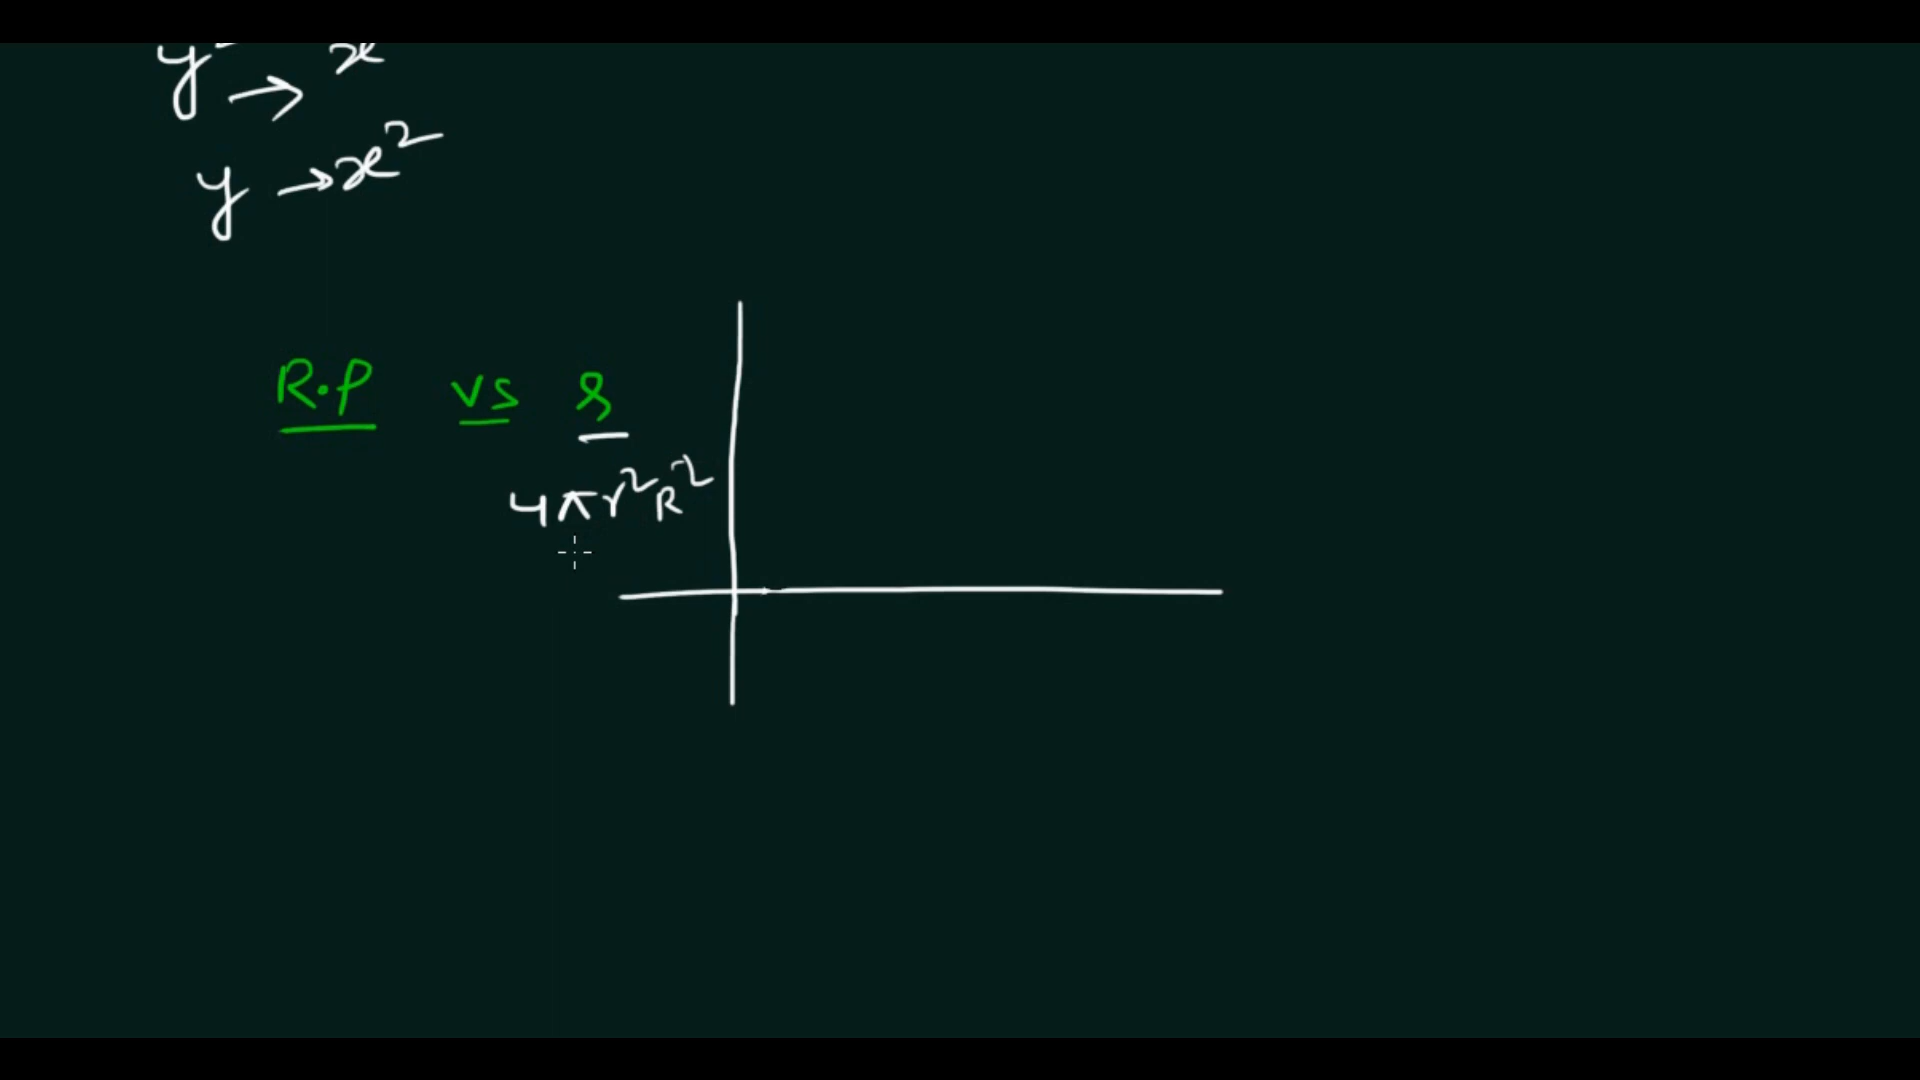 y → x
y → x²
R.P vs r
4πr²R²